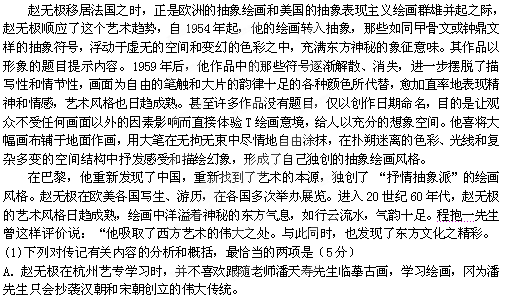 赵无极移居法国之时，正是欧洲的抽象绘画和美国的抽象表现主义绘画群雄并起之际，
赵无极顺应了这个艺术趋势，自 1954 年起，他的绘画转入抽象，那些如同甲骨文或钟鼎文
样的抽象符号，浮动于虚无的空间和变幻的色彩之中，充满东方神秘的象征意味。其作品以
形象的题目提示内容。1959 年后，他作品中的那些符号逐渐解散、消失，进一步摆脱了描
写性和情节性，画面为自由的笔触和大片的韵律十足的各种颜色所代替，愈加直率地表现精
神和情感，艺术风格也日趋成熟。甚至许多作品没有题目，仅以创作日期命名，目的是让观
众不受任何画面以外的因素影响而直接体验T绘画意境，给人以充分的想象空间。他喜将大
幅画布铺于地面作画，用大笔在无拘无束中尽情地自由涂抹，在扑朔迷离的色彩、光线和复
杂多变的空间结构中抒发感受和描绘幻象，形成了自己独创的抽象绘画风格。
在巴黎，他重新发现了中国，重新找到了艺术的本源，独创了 “抒情抽象派”的绘画
风格。赵无极在欧美各国写生、游历，在各国多次举办展览。进入 20 世纪 60 年代，赵无极
的艺术风格日趋成熟，绘画中洋溢着神秘的东方气息，如行云流水，气韵十足。程抱一先生
曾这样评价说： “他吸取了西方艺术的伟大之处。与此同时，也发现了东方文化之精彩。
(1)下列对传记有关内容的分析和概括，最恰当的两项是（5 分）
A．赵无极在杭州艺专学习时，并不喜欢跟随老师潘天寿先生临摹古画，学习绘画，冈为潘
先生只会抄袭汉朝和宋朝创立的伟大传统。